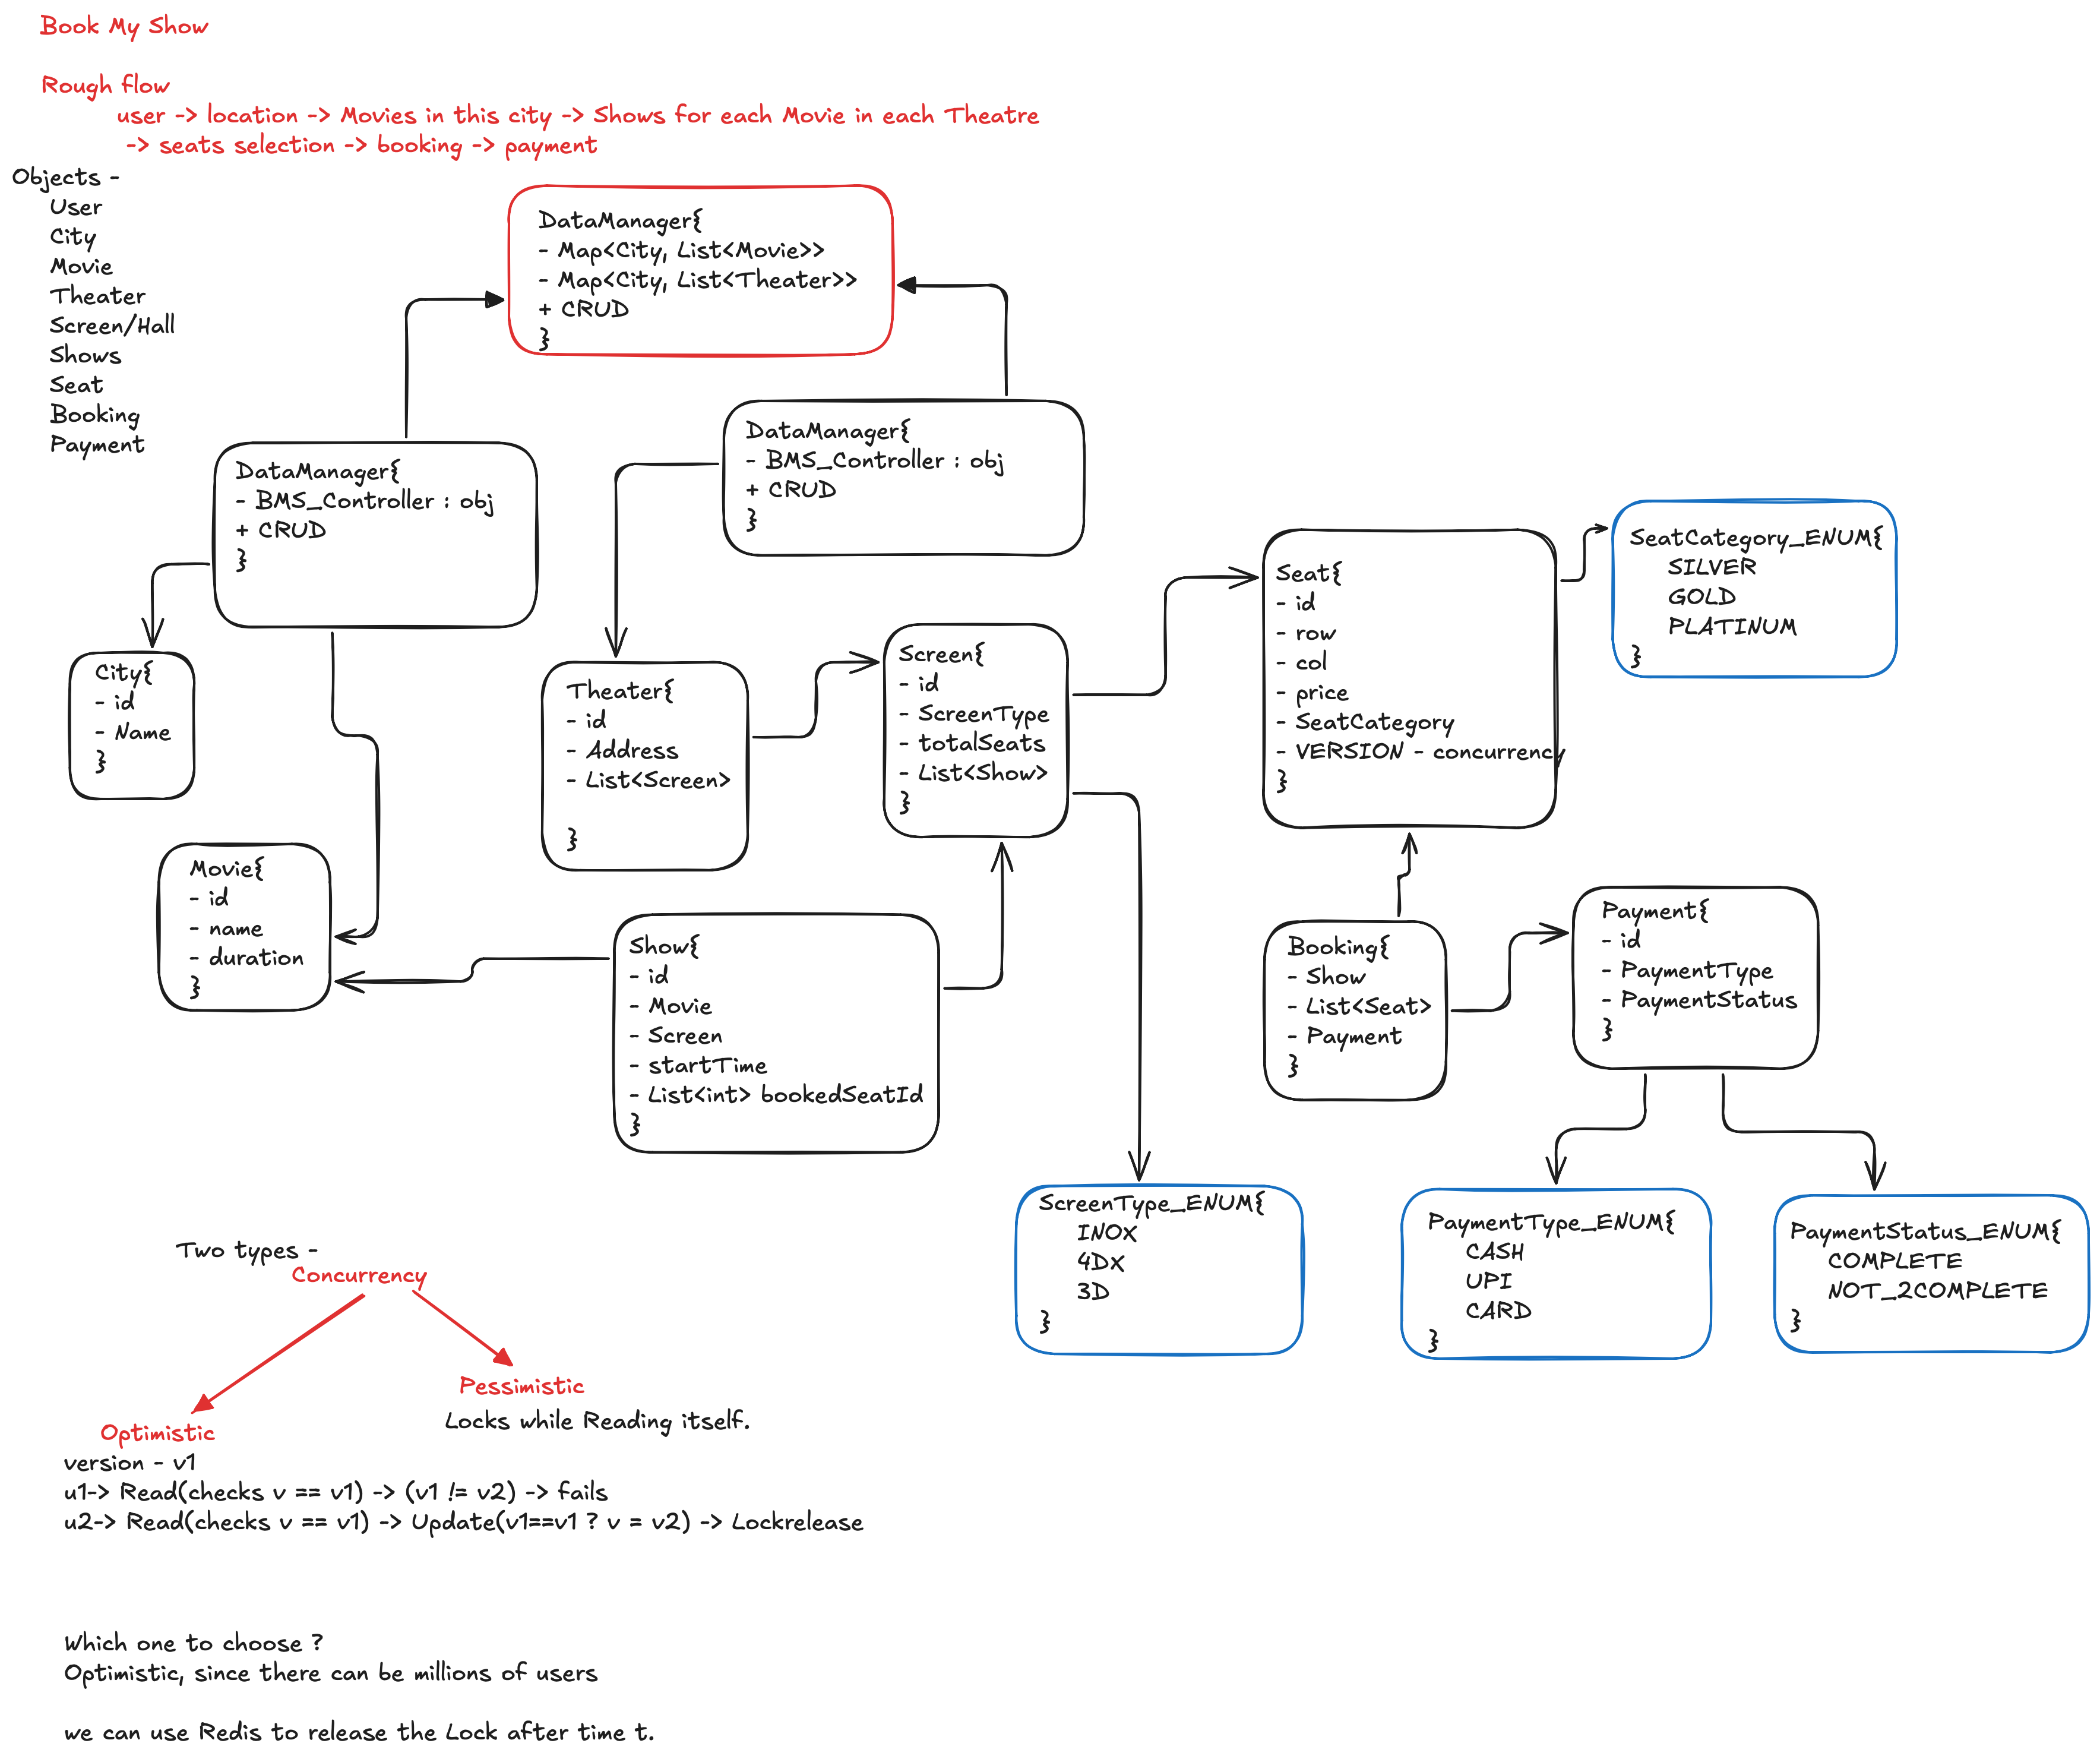 Book My Show
Rough flow
user -> location -> Movies in this city -> Shows for each Movie in each Theatre
-> seats selection -> booking -> payment
Objects -
User
City
Movie
Theater
Screen/Hall
Shows
Seat
Booking
Payment
DataManager{
- Map<City, List<Movie>>
- Map<City, List<Theater>>
+ CRUD
}
DataManager{
- BMS_Controller : obj
+ CRUD
}
DataManager{
- BMS_Controller : obj
+ CRUD
}
City{
- id
- Name
}
Movie{
- id
- name
- duration
}
Theater{
- id
- Address
- List<Screen>
}
Screen{
- id
- ScreenType
- totalSeats
- List<Show>
}
Seat{
- id
- row
- col
- price
- SeatCategory
- VERSION - concurrency
}
SeatCategory_ENUM{
SILVER
GOLD
PLATINUM
}
Show{
- id
- Movie
- Screen
- startTime
- List<int> bookedSeatId
}
Booking{
- Show
- List<Seat>
- Payment
}
Payment{
- id
- PaymentType
- PaymentStatus
}
ScreenType_ENUM{
INOX
4DX
3D
}
PaymentType_ENUM{
CASH
UPI
CARD
}
PaymentStatus_ENUM{
COMPLETE
NOT_2COMPLETE
}
Two types -
Concurrency
Pessimistic
Locks while Reading itself.
Optimistic
version - v1
u1-> Read(checks v == v1) -> (v1 != v2) -> fails
u2-> Read(checks v == v1) -> Update(v1==v1 ? v = v2) -> Lockrelease
Which one to choose ?
Optimistic, since there can be millions of users
we can use Redis to release the Lock after time t.